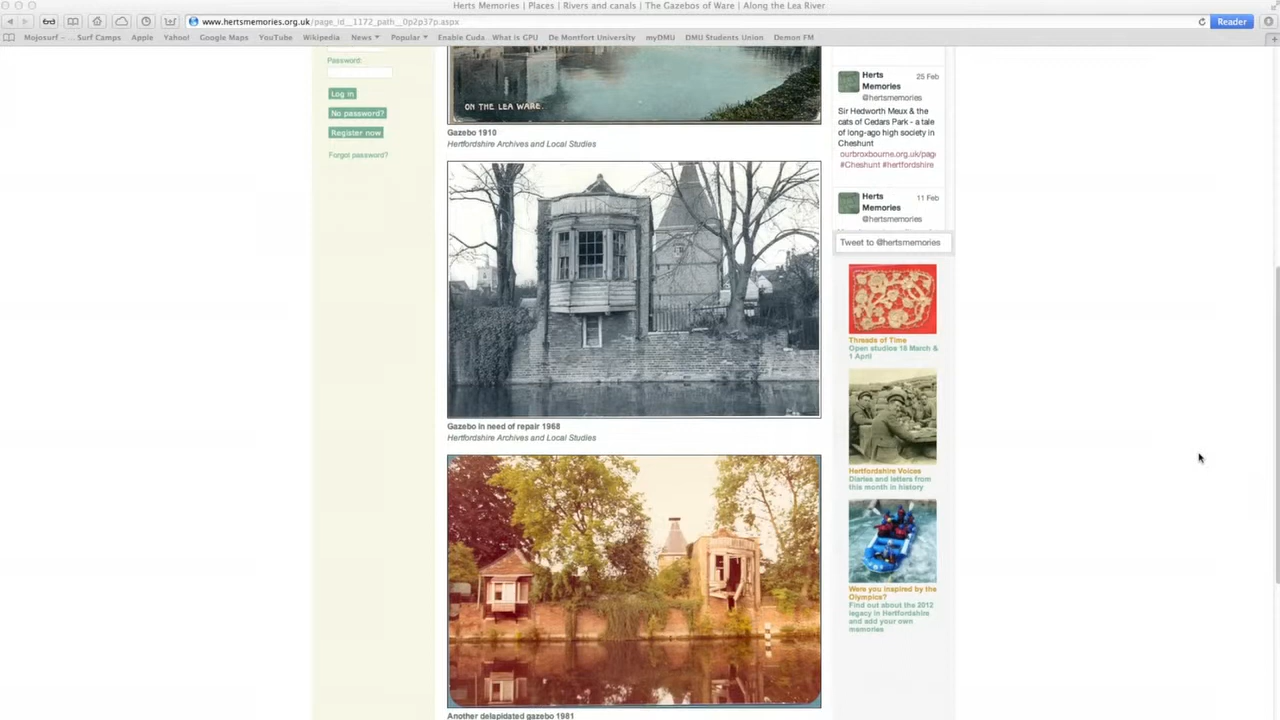 Herts Memories | Places | Rivers and canals | The Gazebos of Ware | Along the Lea River
www.hertsmemories.org.uk/page_id__1172_path__0p2p37p.aspx
Reader
Mojosurf - ... Surf Camps Apple Yahoo! Google Maps YouTube Wikipedia News Popular Enable Cuda What is GPU De Montfort University myDMU DMU Students Union Demon FM
Password:
Log in
No password?
Register now
Forgot password?
ON THE LEA WARE.
Gazebo 1910
Hertfordshire Archives and Local Studies
Gazebo in need of repair 1968
Hertfordshire Archives and Local Studies
Another delapidated gazebo 1981
Herts
Memories
25 Feb
@hertsmemories
Sir Hedworth Meux & the
cats of Cedars Park - a tale
of long-ago high society in
Cheshunt
ourbroxbourne.org.uk/page
#Cheshunt #hertfordshire
Herts
Memories
11 Feb
@hertsmemories
Tweet to @hertsmemories
Threads of Time
Open studios 18 March &
1 April
Hertfordshire Voices
Diaries and letters from
this month in history
Were you inspired by the
Olympics?
Find out about the 2012
legacy in Hertfordshire
and add your own
memories